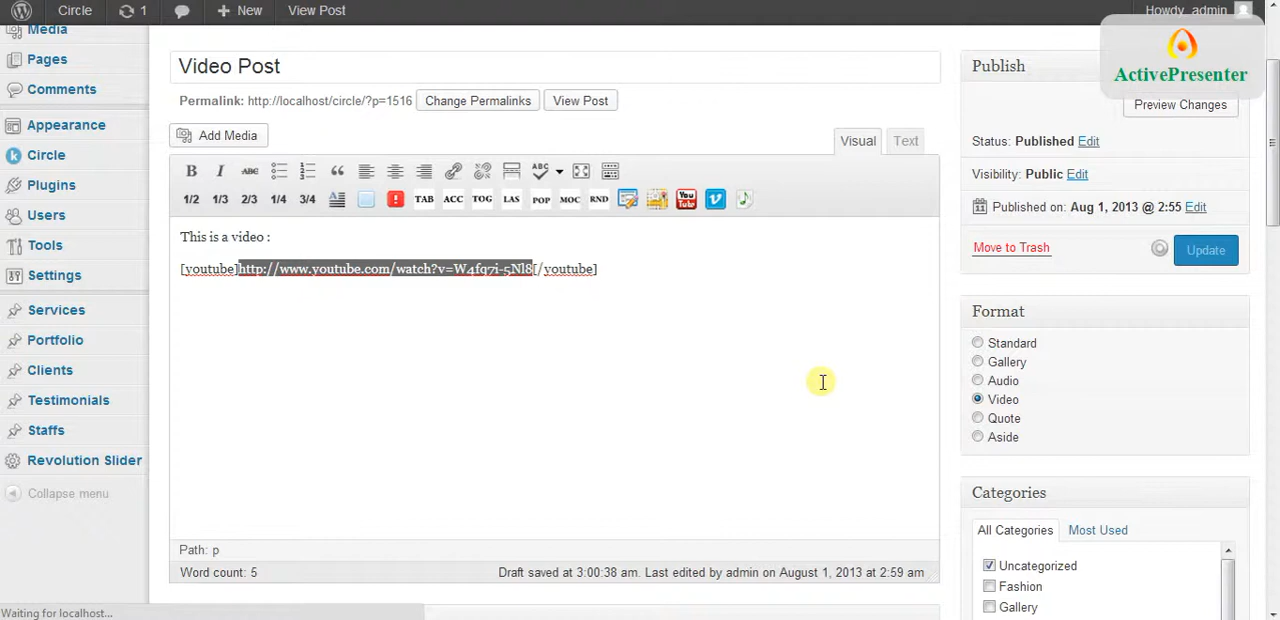 Circle
1
New
View Post
Howdy, admin
ActivePresenter
Media
Pages
Comments
Appearance
Circle
Plugins
Users
Tools
Settings
Services
Portfolio
Clients
Testimonials
Staffs
Revolution Slider
Collapse menu
Video Post
Permalink: http://localhost/circle/?p=1516 Change Permalinks View Post
Add Media
Visual Text
B I ABC ABC
1/2 1/3 2/3 1/4 3/4 TAB ACC TOG LAS POP MOC RND You Tube
This is a video :
[youtube]http://www.youtube.com/watch?v=W4fq7i-5Nl8[/youtube]
Path: p
Word count: 5 Draft saved at 3:00:38 am. Last edited by admin on August 1, 2013 at 2:59 am
Publish
Preview Changes
Status: Published Edit
Visibility: Public Edit
Published on: Aug 1, 2013 @ 2:55 Edit
Move to Trash Update
Format
Standard
Gallery
Audio
Video
Quote
Aside
Categories
All Categories Most Used
Uncategorized
Fashion
Gallery
Waiting for localhost...